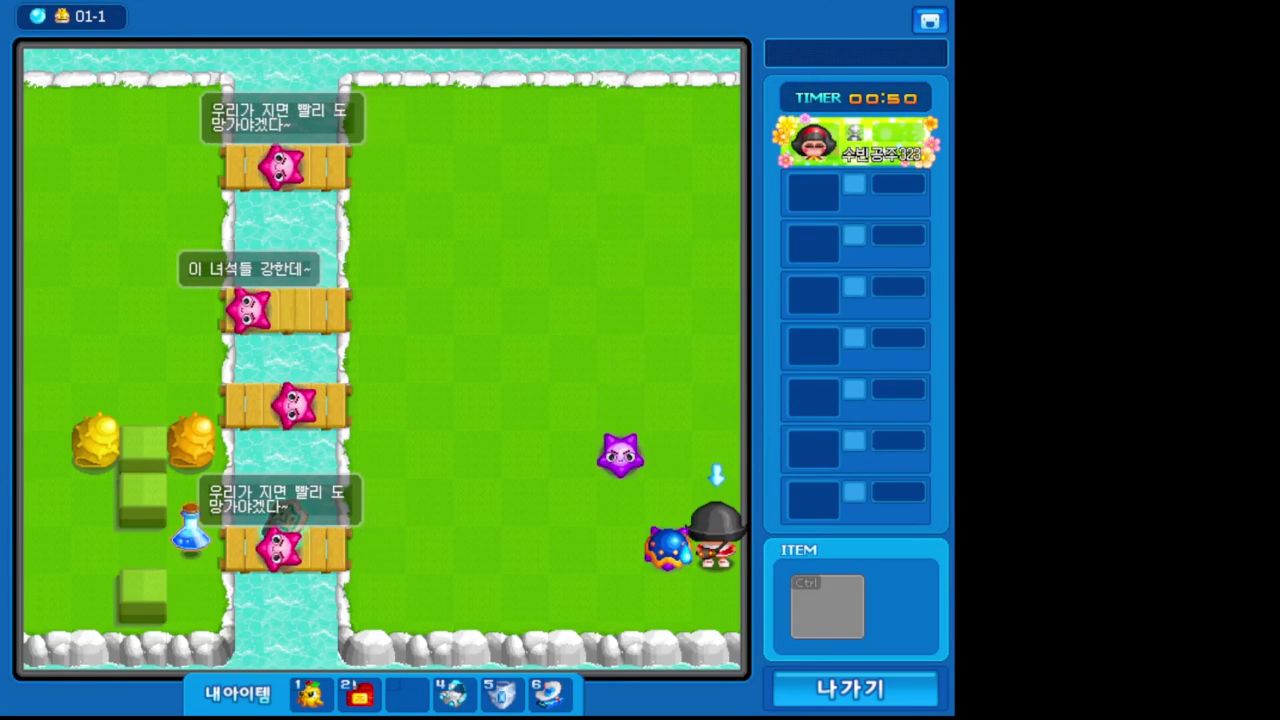 01-1
우리가 지면 빨리 도
망가야겠다~
이 녀석들 강한데~
우리가 지면 빨리 도
망가야겠다~
TIMER 00:50
수빈공주023
ITEM
Ctrl
내아이템
1
2
4
5
6
나가기